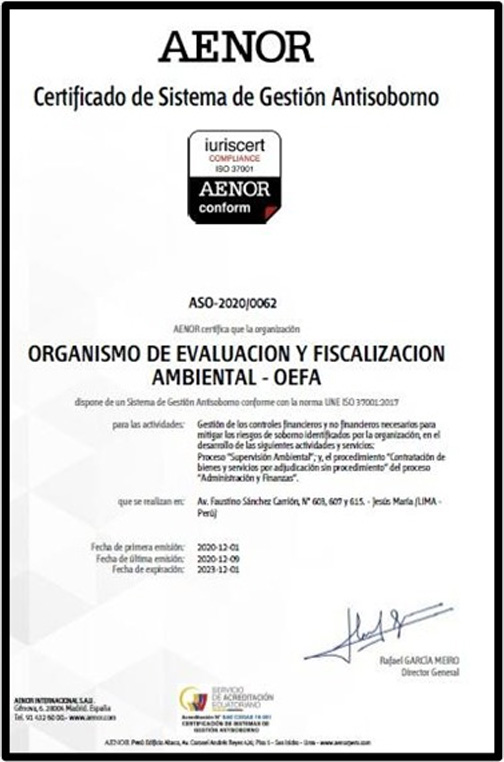 AENOR
Certificado de Sistema de Gestión Antisoborno
iuriscert
COMPLIANCE
ISO 37001
AENOR
conform
ASO-2020/0062
AENOR certifica que la organización
ORGANISMO DE EVALUACION Y FISCALIZACION
AMBIENTAL - OEFA
dispone de un Sistema de Gestión Antisoborno conforme con la norma UNE ISO 37001:2017
para las actividades: Gestión de los controles financieros y no financieros necesarios para
mitigar los riesgos de soborno identificados por la organización, en el
desarrollo de las siguientes actividades y servicios:
Proceso "Supervisión Ambiental"; y, el procedimiento "Contratación de
bienes y servicios por adjudicación sin procedimiento" del proceso
"Administración y Finanzas".
que se realizan en: Av. Faustino Sánchez Carrión, N° 603, 607 y 615. - Jesús María (LIMA -
Perú)
Fecha de primera emisión: 2020-12-01
Fecha de última emisión: 2020-12-09
Fecha de expiración: 2023-12-01
Rafael GARCÍA MEIRO
Director General
AENOR INTERNACIONAL S.A.U.
Génova, 6. 28004 Madrid. España
Tel. 91 432 60 00.- www.aenor.com
SERVICIO
DE ACREDITACIÓN
ECUATORIANO
Acreditación N°
CERTIFICACIÓN DE SISTEMAS DE
GESTIÓN ANTISOBORNO
AENOR Perú Edificio Ábaco, Av. Coronel Andrés Reyes 420, Piso 5 - San Isidro - Lima - www.aenorperu.com